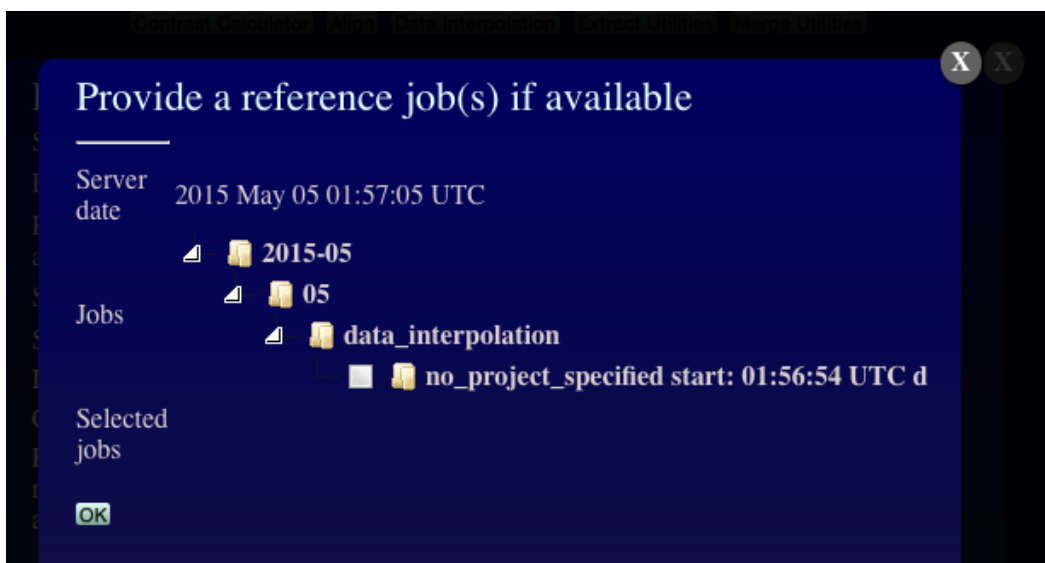 Contrast Calculator Align Data Interpolation Extract Utilities Merge Utilities
X X
Provide a reference job(s) if available
Server
date
2015 May 05 01:57:05 UTC
2015-05
05
Jobs
data_interpolation
no_project_specified start: 01:56:54 UTC d
Selected
jobs
OK